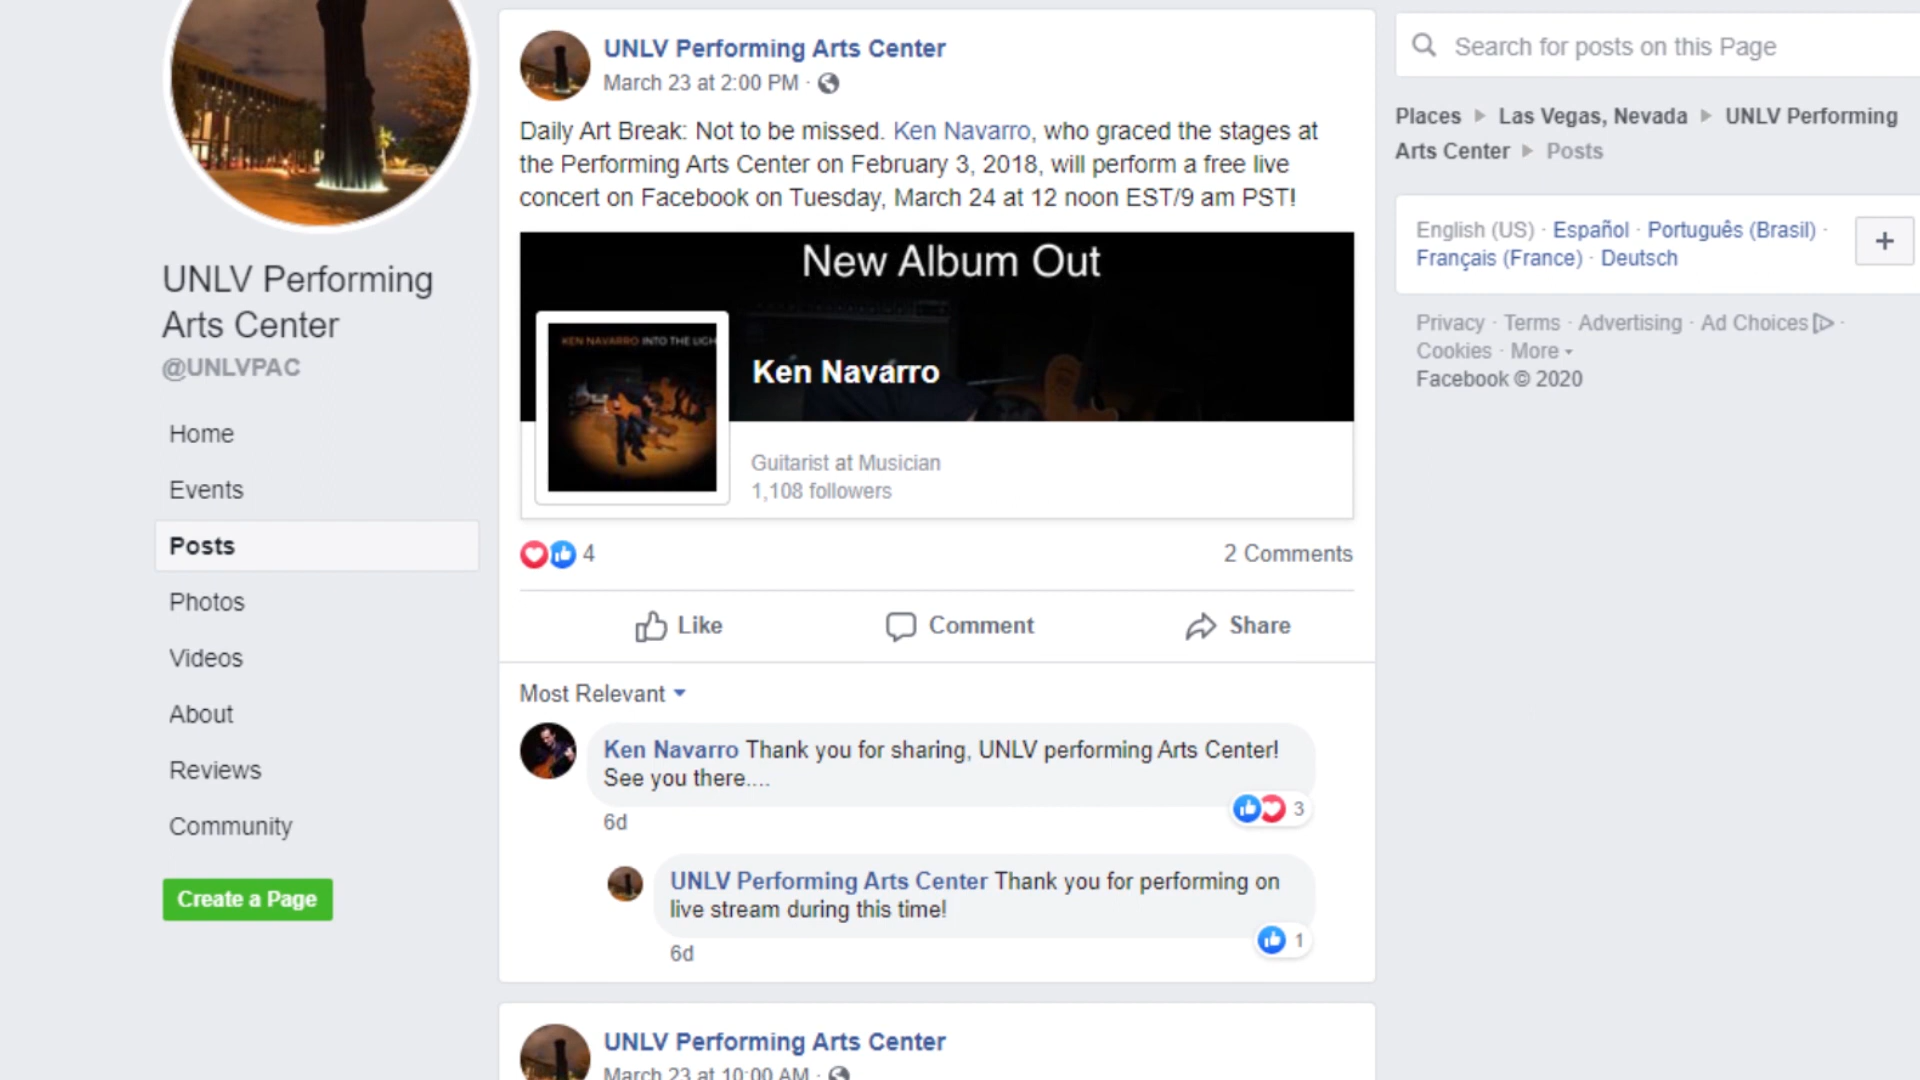 UNLV Performing
Arts Center
@UNLVPAC
Home
Events
Posts
Photos
Videos
About
Reviews
Community
Create a Page
UNLV Performing Arts Center
March 23 at 2:00 PM ·
Daily Art Break: Not to be missed. Ken Navarro, who graced the stages at
the Performing Arts Center on February 3, 2018, will perform a free live
concert on Facebook on Tuesday, March 24 at 12 noon EST/9 am PST!
New Album Out
KEN NAVARRO INTO THE LIGH
Ken Navarro
Guitarist at Musician
1,108 followers
4
2 Comments
Like
Comment
Share
Most Relevant
Ken Navarro Thank you for sharing, UNLV performing Arts Center!
See you there....
3
6d
UNLV Performing Arts Center Thank you for performing on
live stream during this time!
1
6d
UNLV Performing Arts Center
March 23 at 10:00 AM ·
Search for posts on this Page
Places ▸ Las Vegas, Nevada ▸ UNLV Performing
Arts Center ▸ Posts
English (US) · Español · Português (Brasil) ·
Français (France) · Deutsch
+
Privacy · Terms · Advertising · Ad Choices ·
Cookies · More
Facebook © 2020